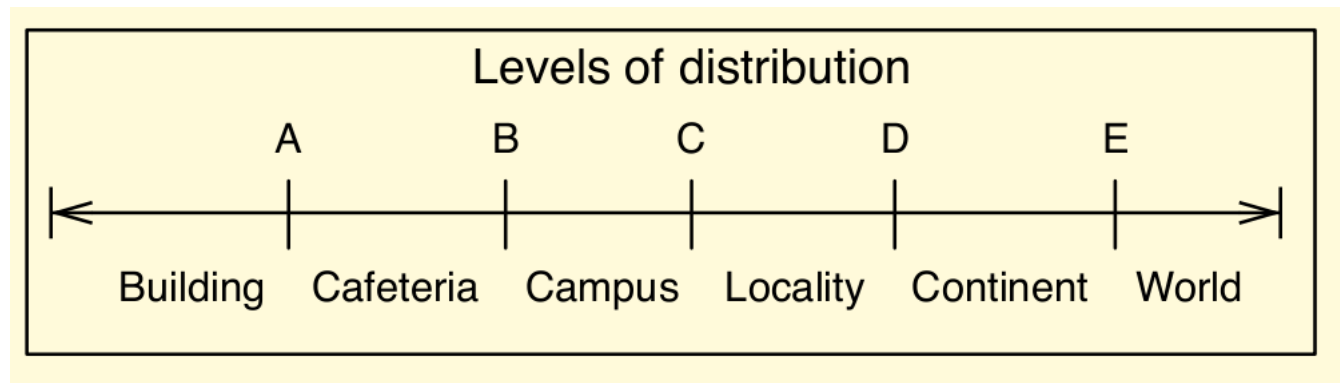 Levels of distribution
A B C D E
Building Cafeteria Campus Locality Continent World